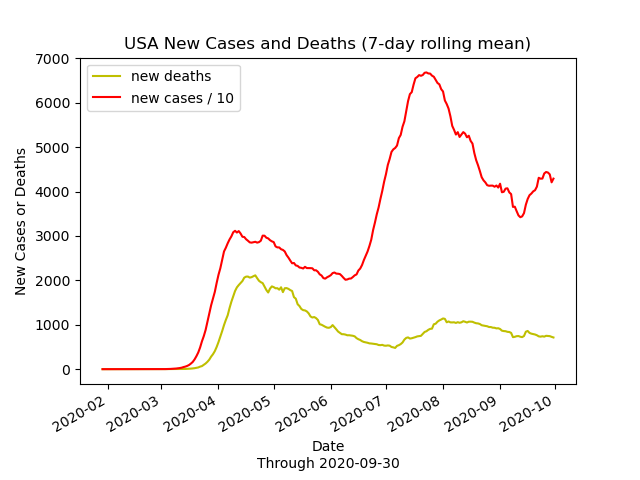 USA New Cases and Deaths (7-day rolling mean)
new deaths
new cases / 10
7000
6000
5000
4000
3000
2000
1000
0
New Cases or Deaths
2020-02
2020-03
2020-04
2020-05
2020-06
2020-07
2020-08
2020-09
2020-10
Date
Through 2020-09-30